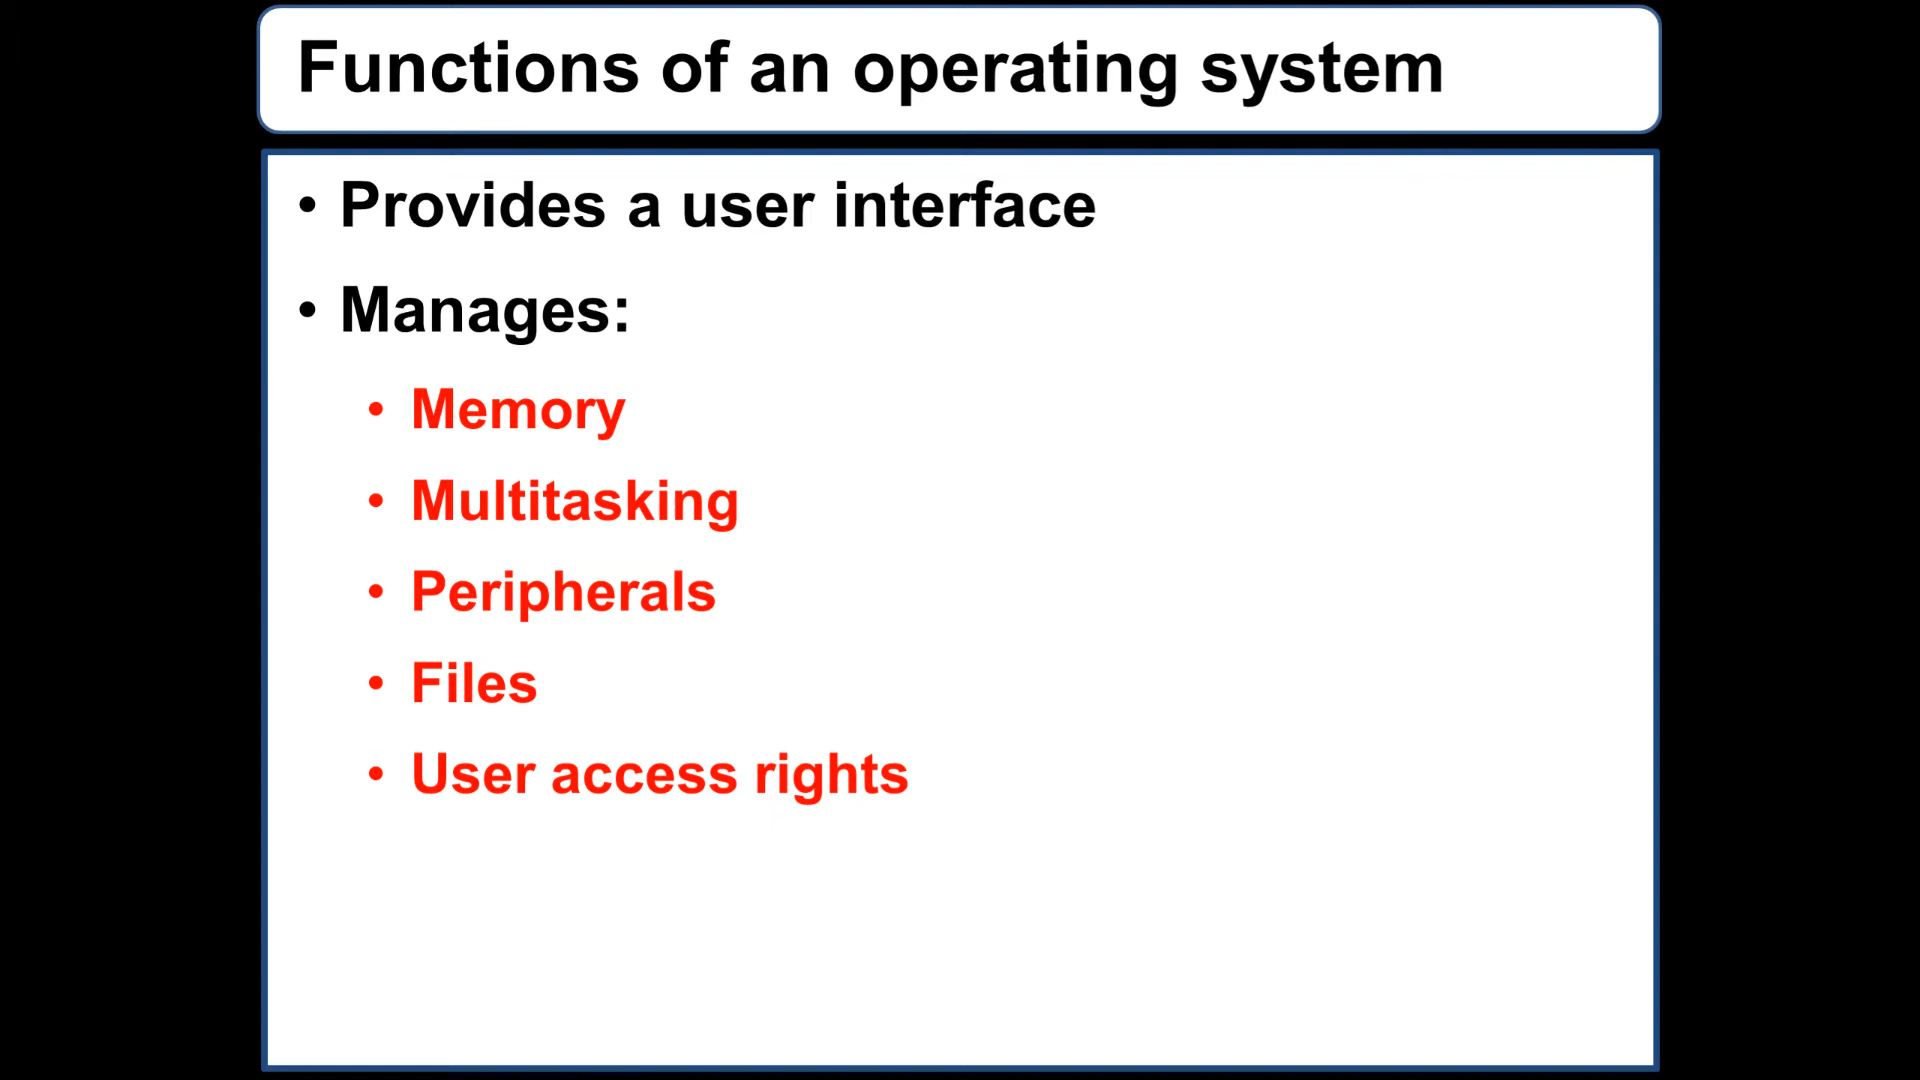 Functions of an operating system
• Provides a user interface
• Manages:
• Memory
• Multitasking
• Peripherals
• Files
• User access rights